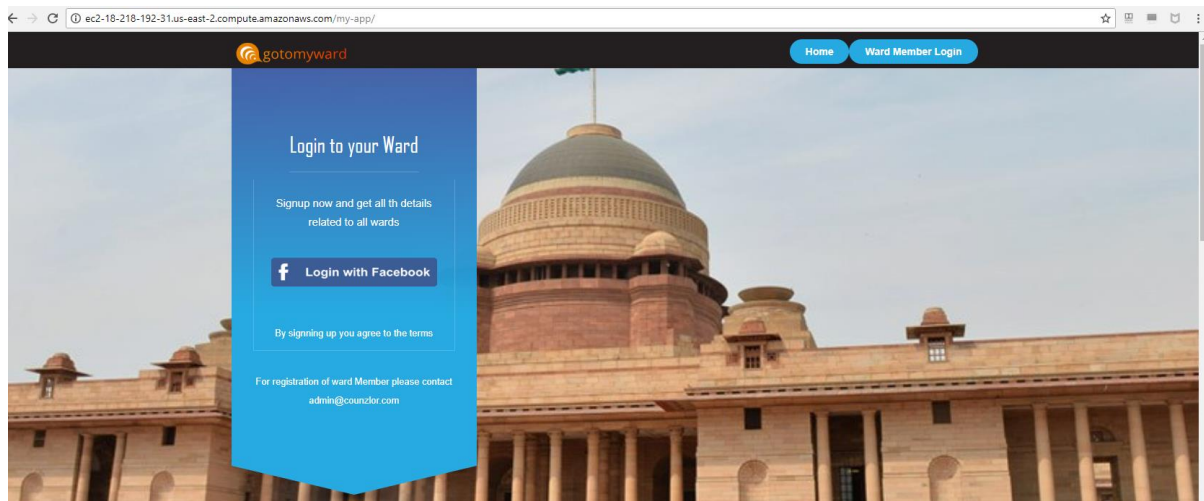 ec2-18-218-192-31.us-east-2.compute.amazonaws.com/my-app/
gotomyward
Home
Ward Member Login
Login to your Ward
Signup now and get all th details
related to all wards
f Login with Facebook
By signning up you agree to the terms
For registration of ward Member please contact
admin@counzlor.com